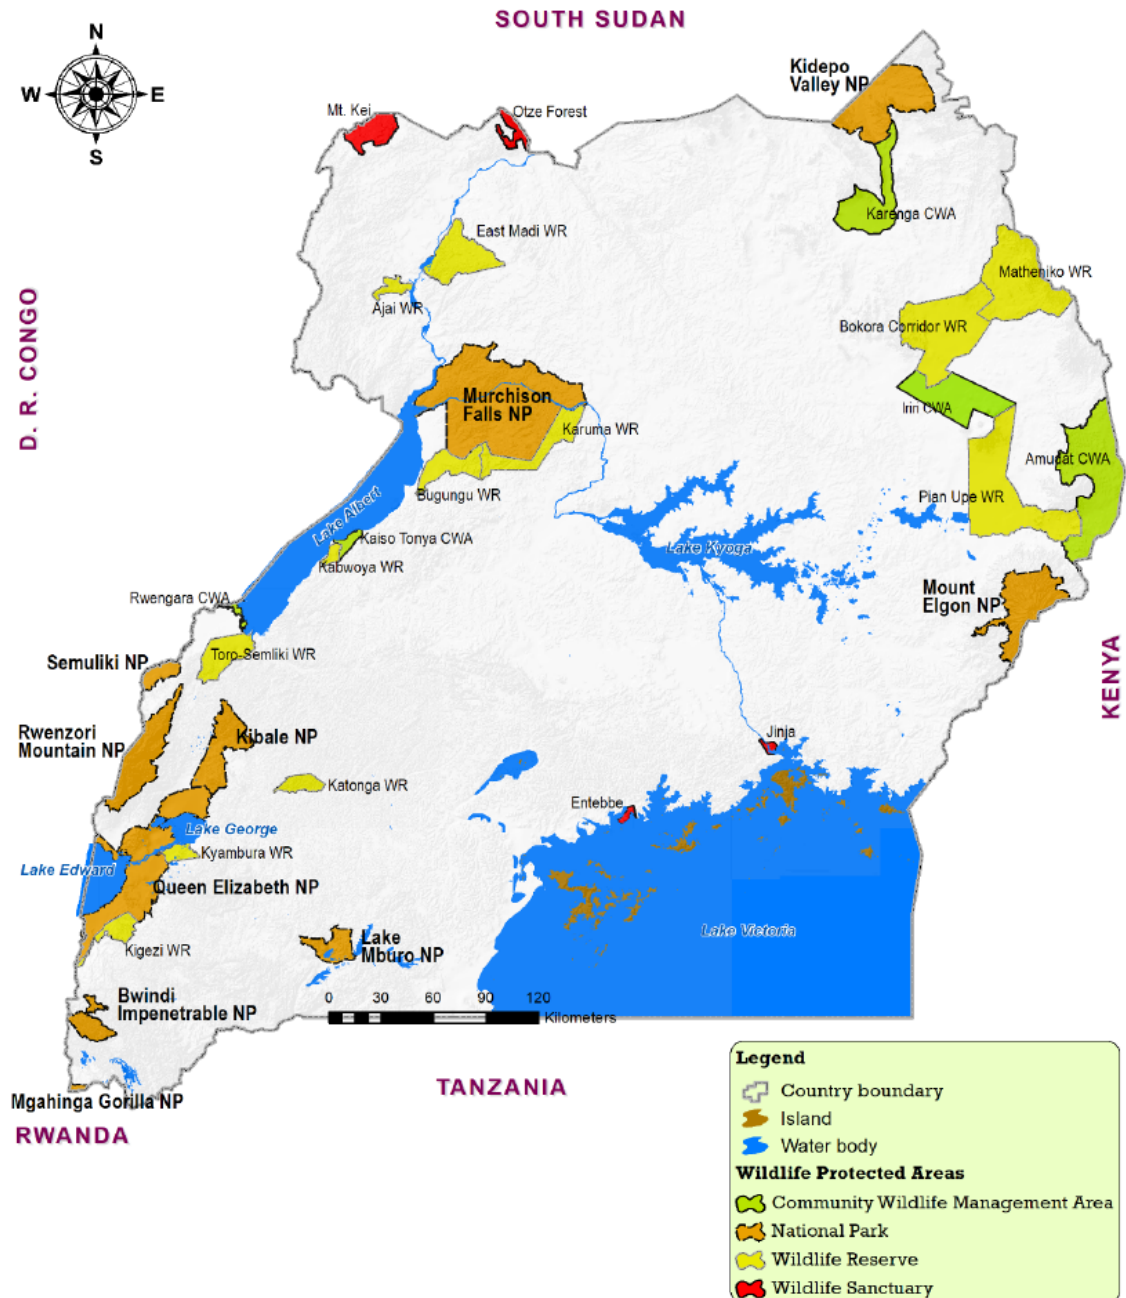 SOUTH SUDAN
N
W
E
S
Kidepo
Valley NP
Mt. Kei
Otze Forest
Karenga CWA
East Madi WR
Matheniko WR
Ajai WR
Bokora Corridor WR
D. R. CONGO
Murchison
Falls NP
Irin CWA
Karuma WR
Amudat CWA
Bugungu WR
Pian Upe WR
Lake Albert
Kaiso Tonya CWA
Lake Kyoga
Kabwoya WR
Mount
Elgon NP
Rwengara CWA
Toro-Semliki WR
Semuliki NP
KENYA
Rwenzori
Mountain NP
Kibale NP
Jinja
Katonga WR
Entebbe
Lake George
Kyambura WR
Lake Edward
Queen Elizabeth NP
Lake Victoria
Lake
Mburo NP
Kigezi WR
Bwindi
Impenetrable NP
0 30 60 90 120
Kilometers
TANZANIA
Mgahinga Gorilla NP
RWANDA
Legend
Country boundary
Island
Water body
Wildlife Protected Areas
Community Wildlife Management Area
National Park
Wildlife Reserve
Wildlife Sanctuary